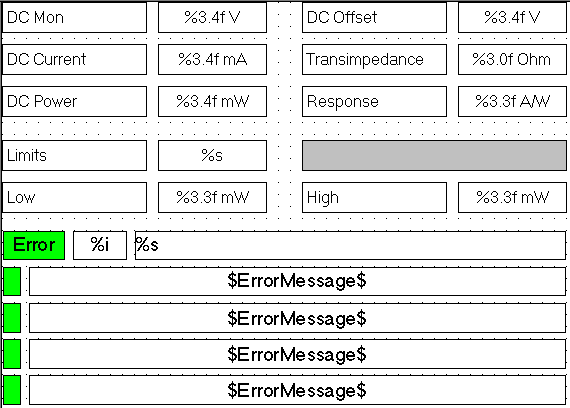 DC Mon %3.4f V DC Offset %3.4f V
DC Current %3.4f mA Transimpedance %3.0f Ohm
DC Power %3.4f mW Response %3.3f A/W
Limits %s
Low %3.3f mW High %3.3f mW
Error %i %s
$ErrorMessage$
$ErrorMessage$
$ErrorMessage$
$ErrorMessage$